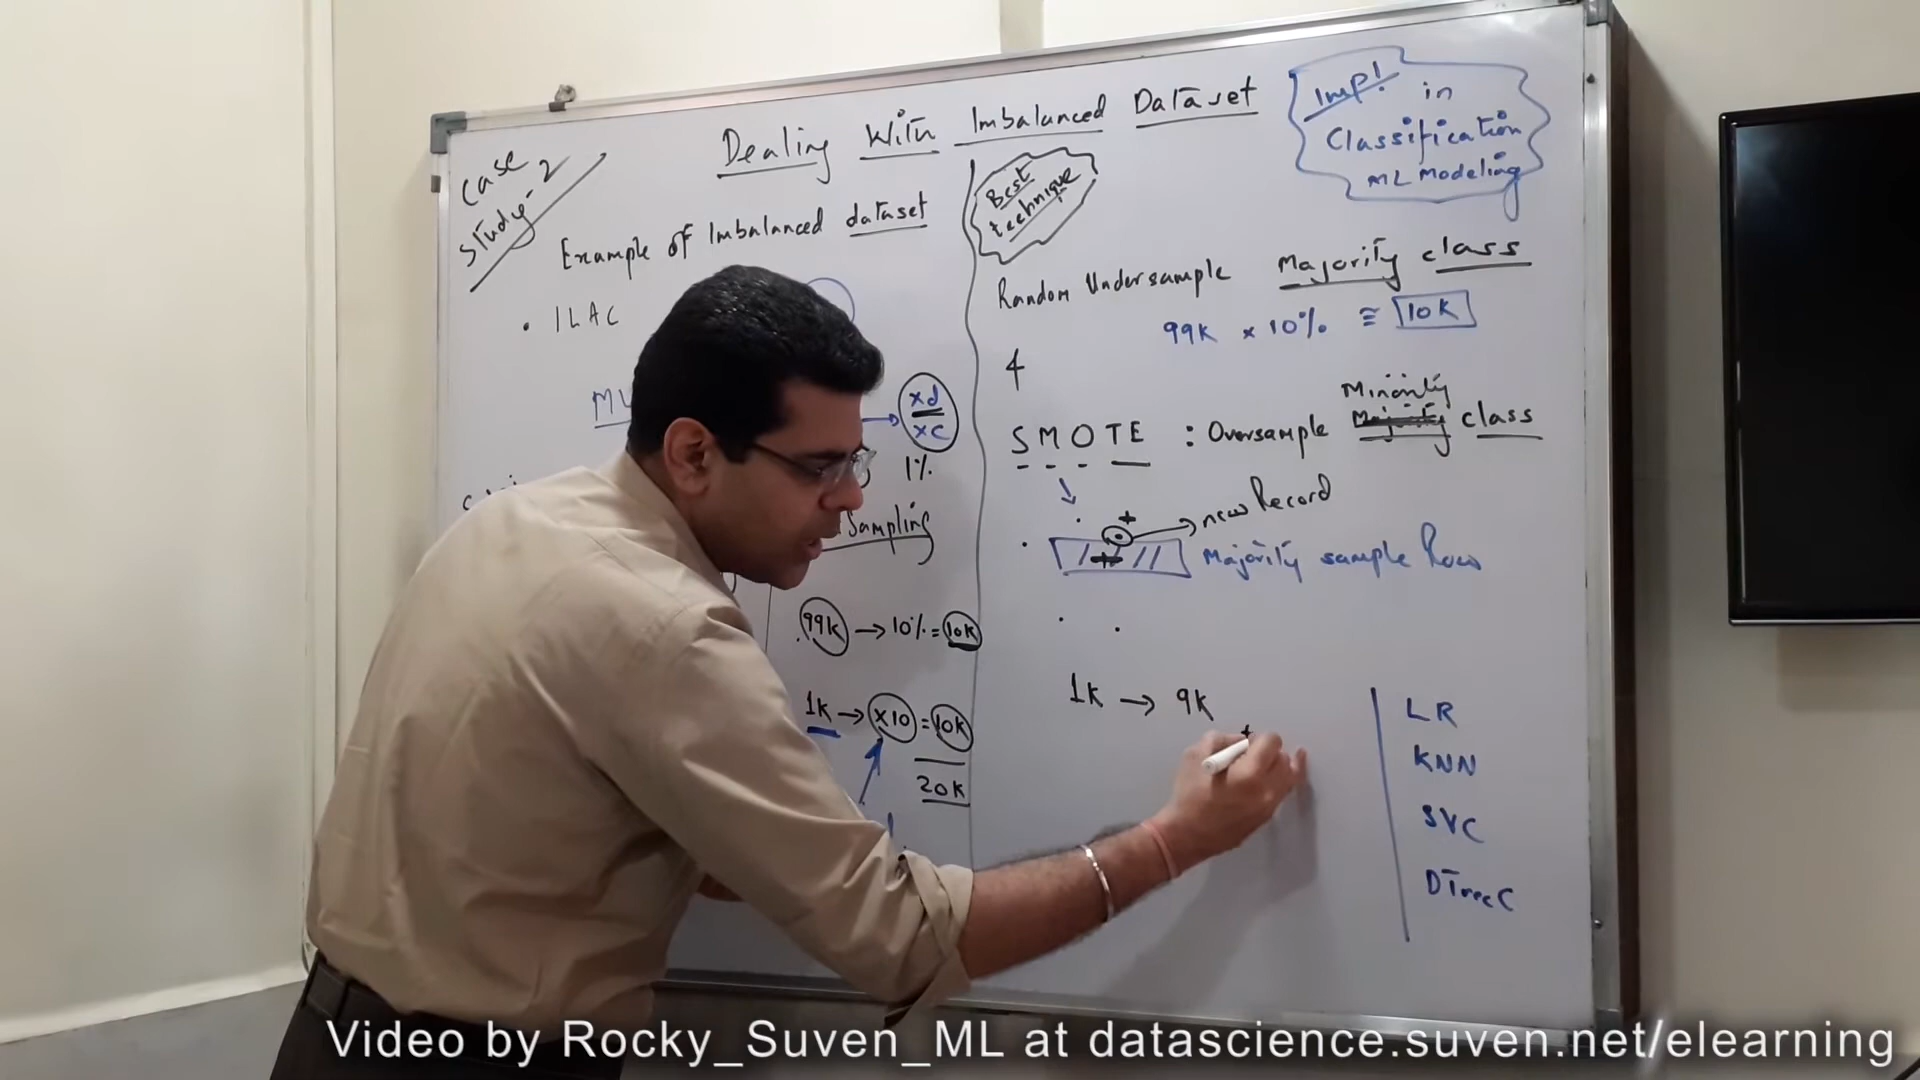 Dealing With Imbalanced Dataset
Imp! in
Classification
ML Modeling
Case
Study-2
Example of Imbalanced dataset
• ILAC
xd
xc
1%
Sampling
99K → 10% = 10K
1K → x10 = 10K
20K
Best
technique
Random Undersample Majority class
99K x 10% ≅ 10K
SMOTE : Oversample Minority class
new Record
Majority sample Row
1K → 9K
LR
KNN
SVC
DTreeC
Video by Rocky_Suven_ML at datascience.suven.net/elearning